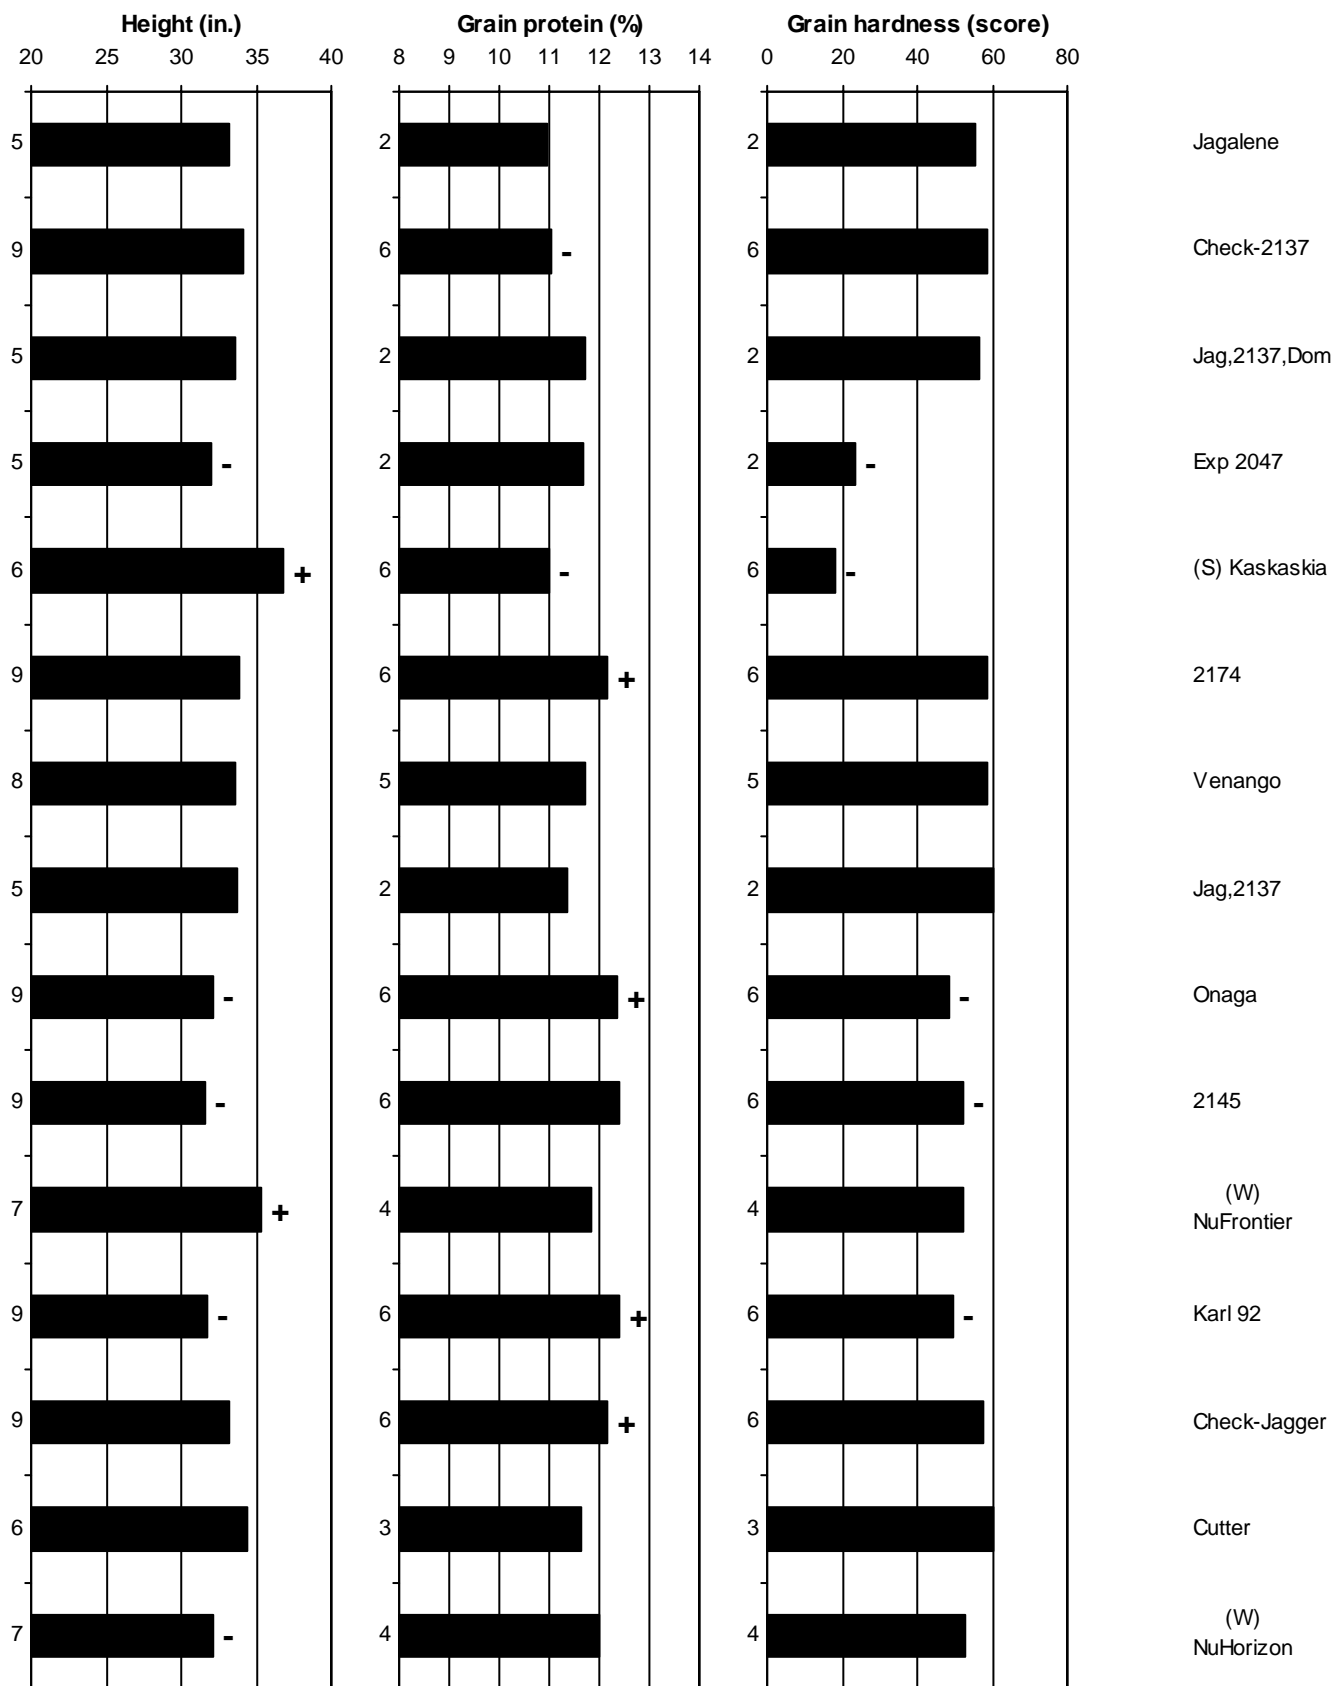 Height (in.) Grain protein (%) Grain hardness (score)
20 25 30 35 40 8 9 10 11 12 13 14 0 20 40 60 80
5 2 2 Jagalene
9 6 - 6 Check-2137
5 2 2 Jag,2137,Dom
5 - 2 2 - Exp 2047
6 + 6 - 6 - (S) Kaskaskia
9 6 + 6 2174
8 5 5 Venango
5 2 2 Jag,2137
9 - 6 + 6 - Onaga
9 - 6 6 - 2145
(W)
7 + 4 4 NuFrontier
9 - 6 + 6 - Karl 92
9 6 + 6 Check-Jagger
6 3 3 Cutter
(W)
7 - 4 4 NuHorizon